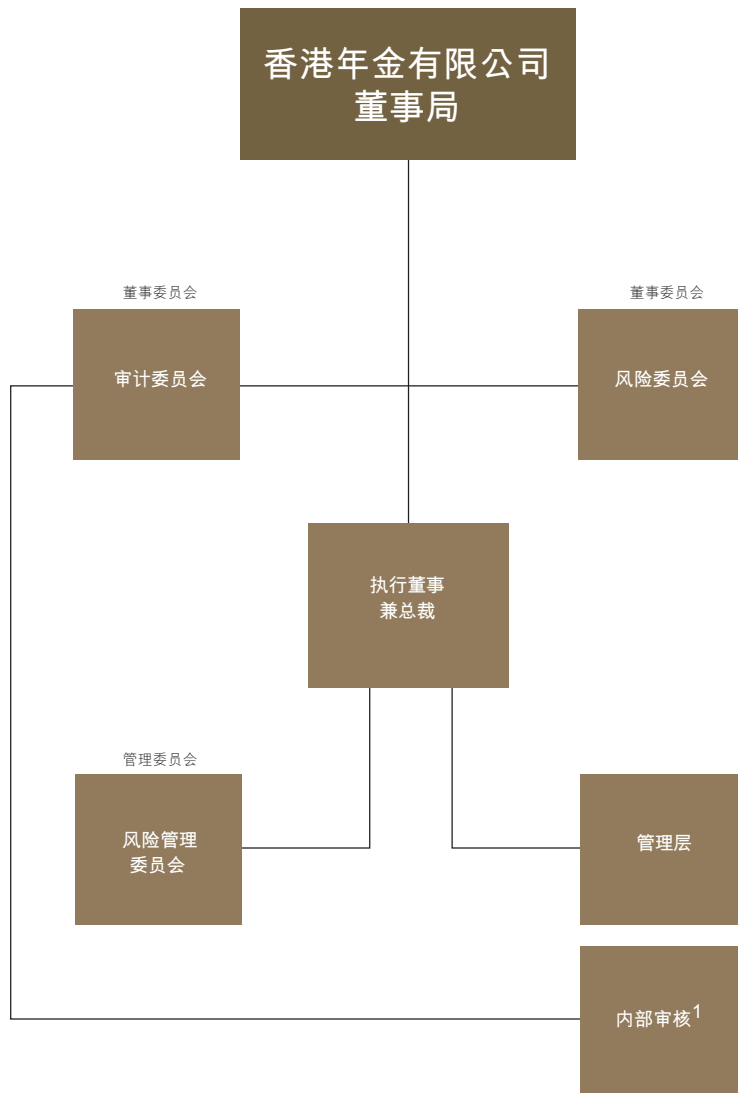 香港年金有限公司
董事局
董事委员会
董事委员会
审计委员会
风险委员会
执行董事
兼总裁
管理委员会
风险管理
委员会
管理层
内部审核1